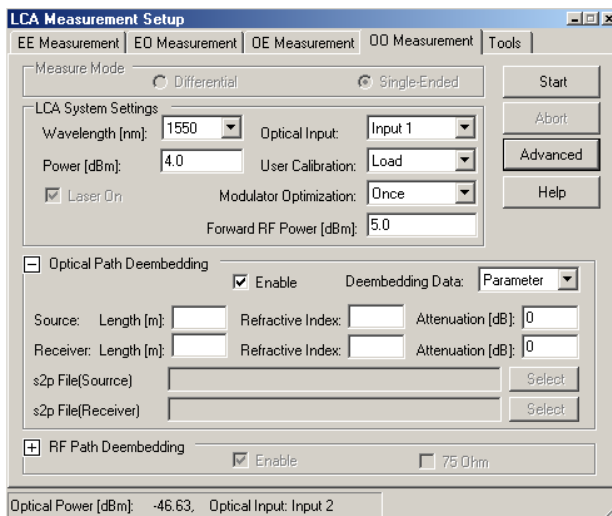 LCA Measurement Setup
EE Measurement EO Measurement OE Measurement OO Measurement Tools
Measure Mode
Differential Single-Ended
Start
LCA System Settings
Wavelength [nm]: 1550 Optical Input: Input 1
Abort
Power [dBm]: 4.0 User Calibration: Load
Advanced
Laser On Modulator Optimization: Once
Help
Forward RF Power [dBm]: 5.0
Optical Path Deembedding
Enable Deembedding Data: Parameter
Source: Length [m]: Refractive Index: Attenuation [dB]: 0
Receiver: Length [m]: Refractive Index: Attenuation [dB]: 0
s2p File(Sourrce) Select
s2p File(Receiver) Select
RF Path Deembedding
Enable 75 Ohm
Optical Power [dBm]: -46.63, Optical Input: Input 2